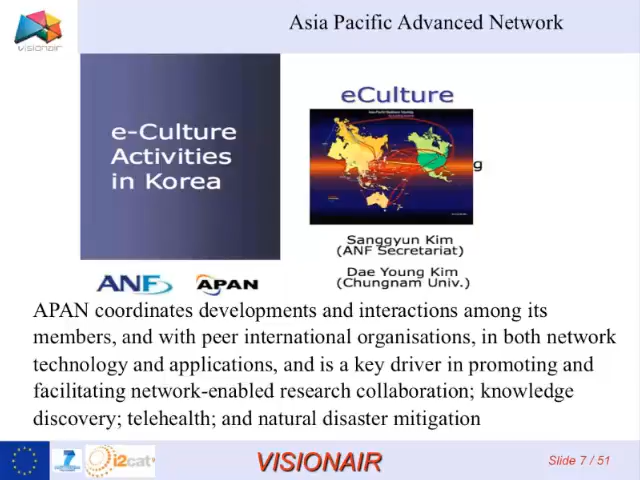 Asia Pacific Advanced Network
visionair
e-Culture
Activities
in Korea
eCulture
g
Sanggyun Kim
(ANF Secretariat)
Dae Young Kim
(Chungnam Univ.)
ANF
APAN
APAN coordinates developments and interactions among its
members, and with peer international organisations, in both network
technology and applications, and is a key driver in promoting and
facilitating network-enabled research collaboration; knowledge
discovery; telehealth; and natural disaster mitigation
i2cat
VISIONAIR
Slide 7 / 51